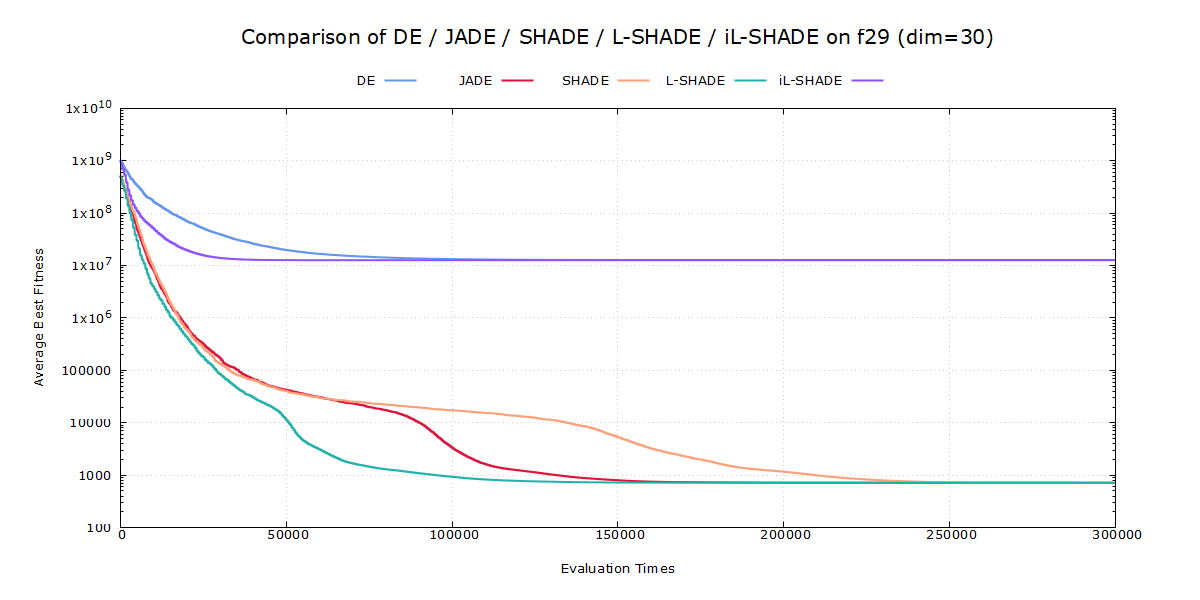 Comparison of DE / JADE / SHADE / L-SHADE / iL-SHADE on f29 (dim=30)
DE JADE SHADE L-SHADE iL-SHADE
1x10^10
1x10^9
1x10^8
1x10^7
1x10^6
100000
10000
1000
100
Average Best Fitness
0 50000 100000 150000 200000 250000 300000
Evaluation Times